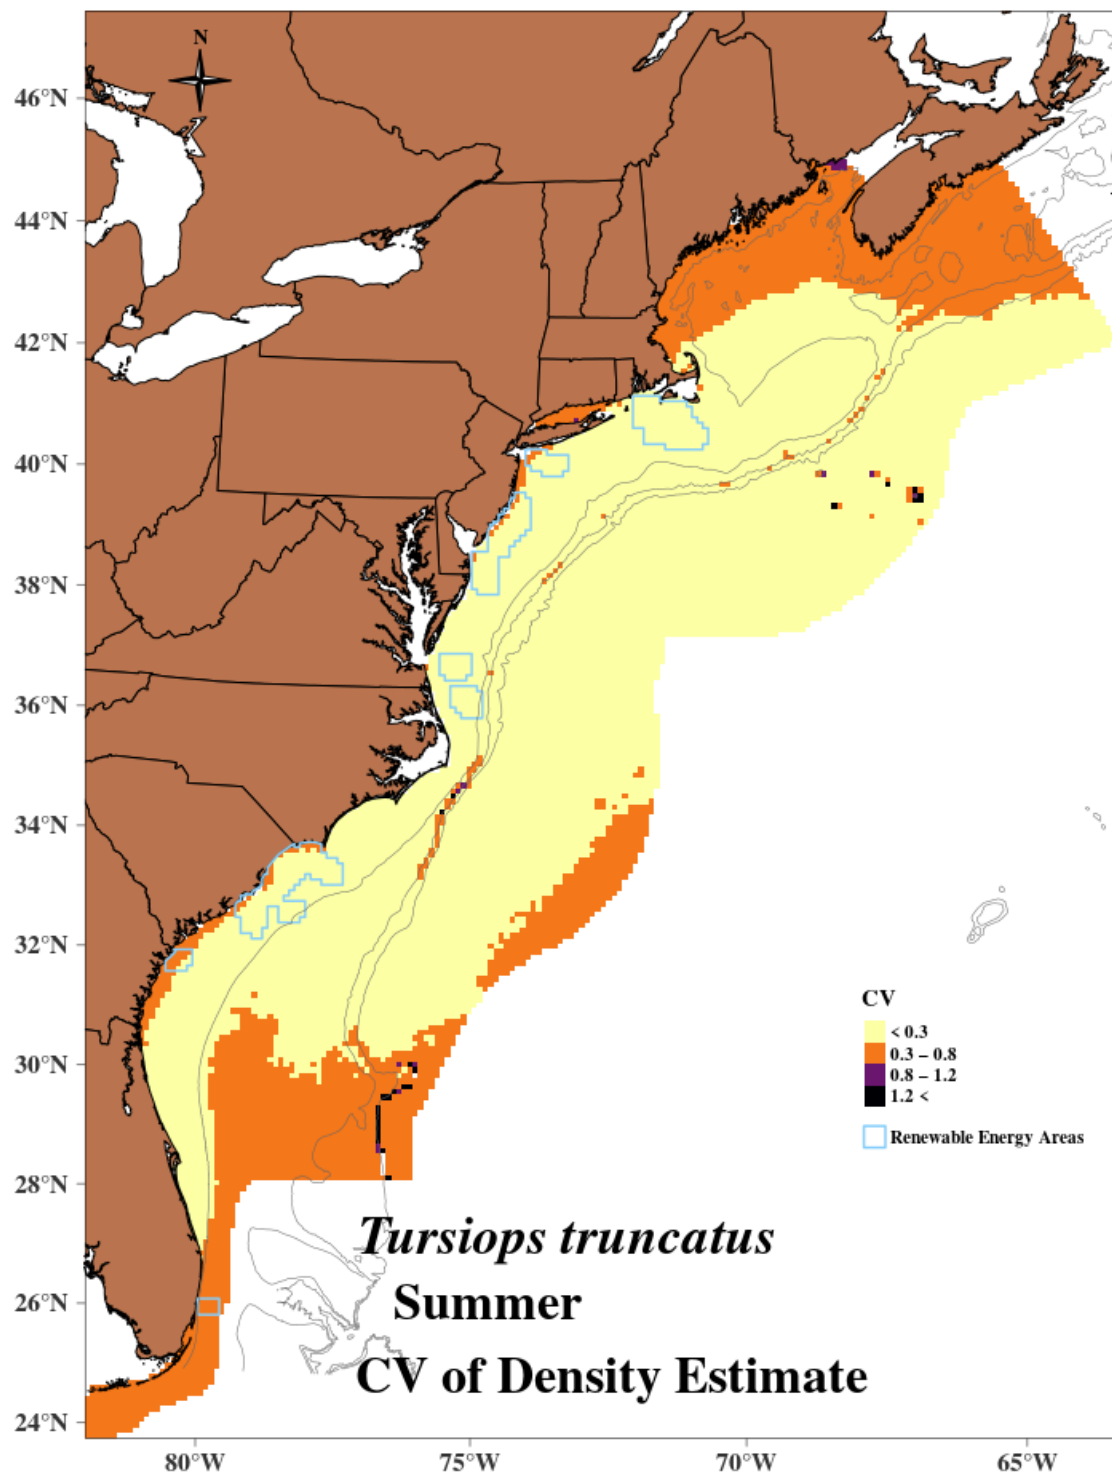 N
46°N
44°N
42°N
40°N
38°N
36°N
34°N
32°N
30°N
28°N
26°N
24°N
CV
< 0.3
0.3 – 0.8
0.8 – 1.2
1.2 <
Renewable Energy Areas
Tursiops truncatus
Summer
CV of Density Estimate
80°W
75°W
70°W
65°W